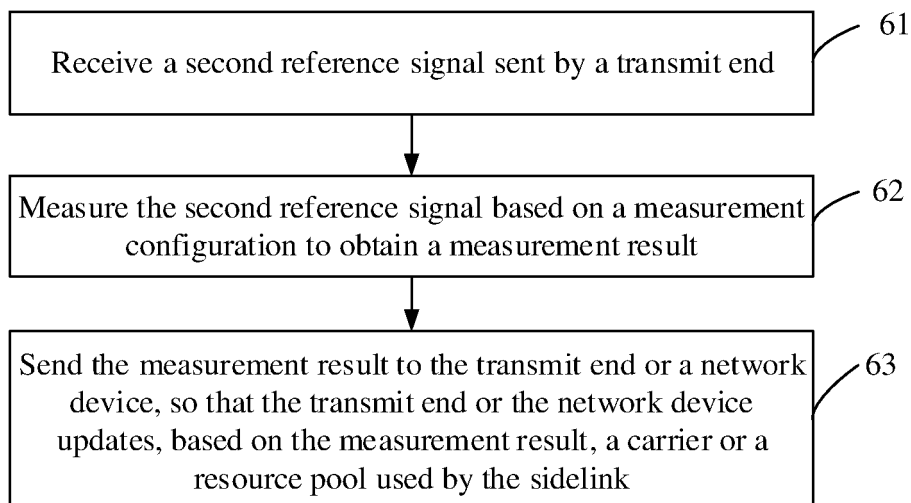 61
Receive a second reference signal sent by a transmit end
62
Measure the second reference signal based on a measurement
configuration to obtain a measurement result
63
Send the measurement result to the transmit end or a network
device, so that the transmit end or the network device
updates, based on the measurement result, a carrier or a
resource pool used by the sidelink